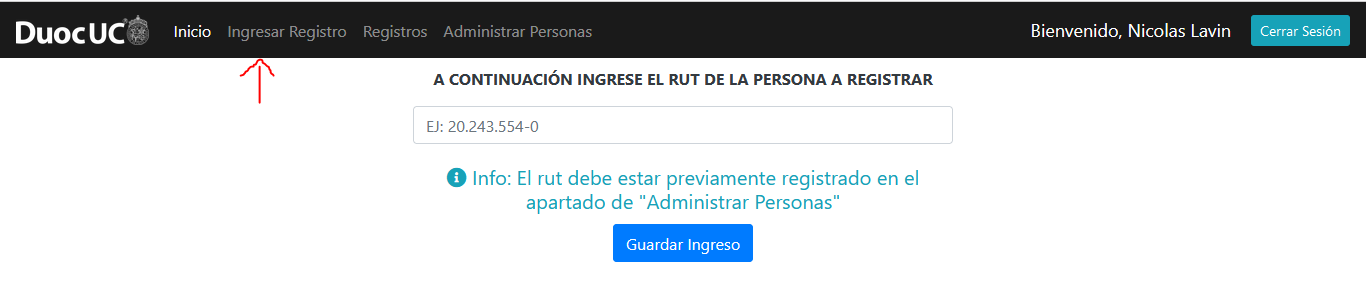 Duoc UC Inicio Ingresar Registro Registros Administrar Personas Bienvenido, Nicolas Lavin Cerrar Sesión
A CONTINUACIÓN INGRESE EL RUT DE LA PERSONA A REGISTRAR
EJ: 20.243.554-0
Info: El rut debe estar previamente registrado en el
apartado de "Administrar Personas"
Guardar Ingreso